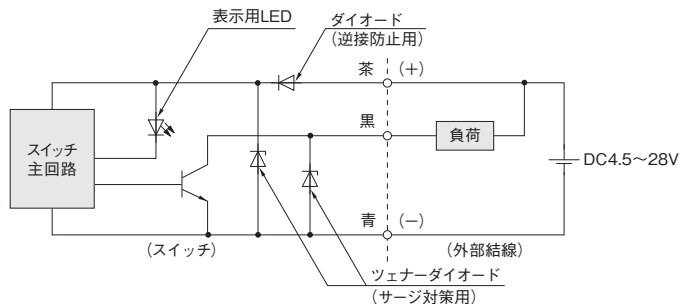 表示用LED
ダイオード
（逆接防止用）
茶
（+）
黒
スイッチ
主回路
負荷
DC4.5〜28V
青
（−）
（スイッチ）
（外部結線）
ツェナーダイオード
（サージ対策用）